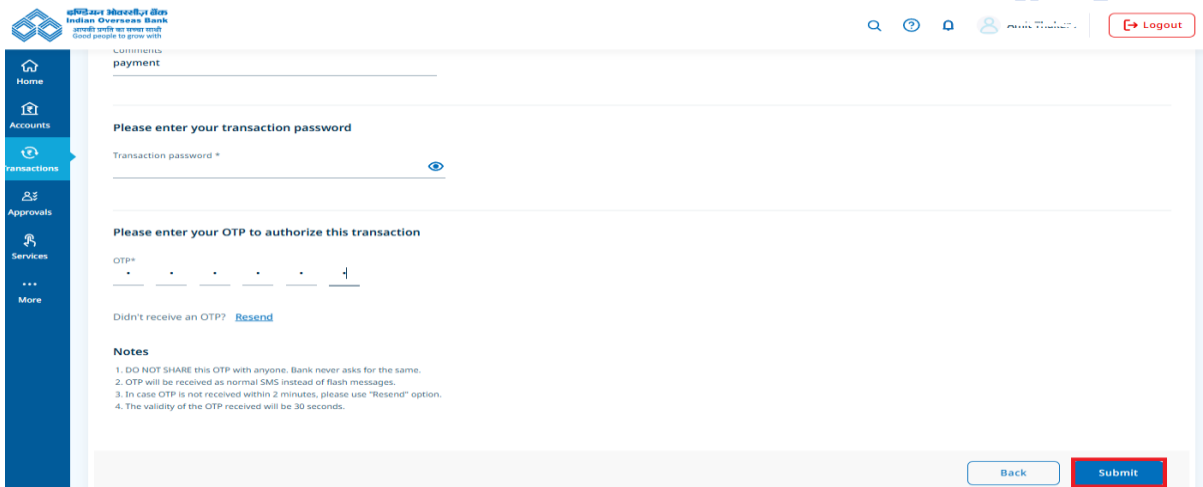 इण्डियन ओवरसीज़ बैंक
Indian Overseas Bank
आपकी प्रगति का सच्चा साथी
Good people to grow with
Logout
Home
Accounts
Transactions
Approvals
Services
More
Comments
payment
Please enter your transaction password
Transaction password *
Please enter your OTP to authorize this transaction
OTP*
Didn't receive an OTP? Resend
Notes
1. DO NOT SHARE this OTP with anyone. Bank never asks for the same.
2. OTP will be received as normal SMS instead of flash messages.
3. In case OTP is not received within 2 minutes, please use "Resend" option.
4. The validity of the OTP received will be 30 seconds.
Back
Submit